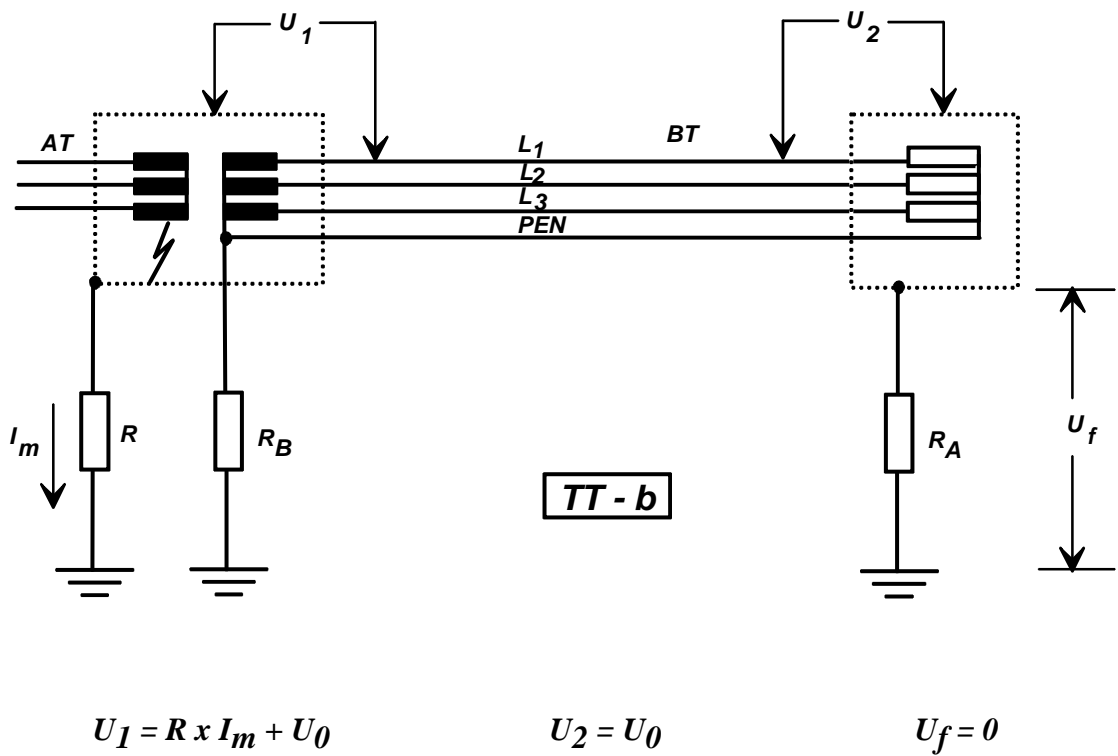 U1
U2
AT
BT
L1
L2
L3
PEN
Im
R
RB
RA
Uf
TT - b
U1 = R x Im + U0
U2 = U0
Uf = 0